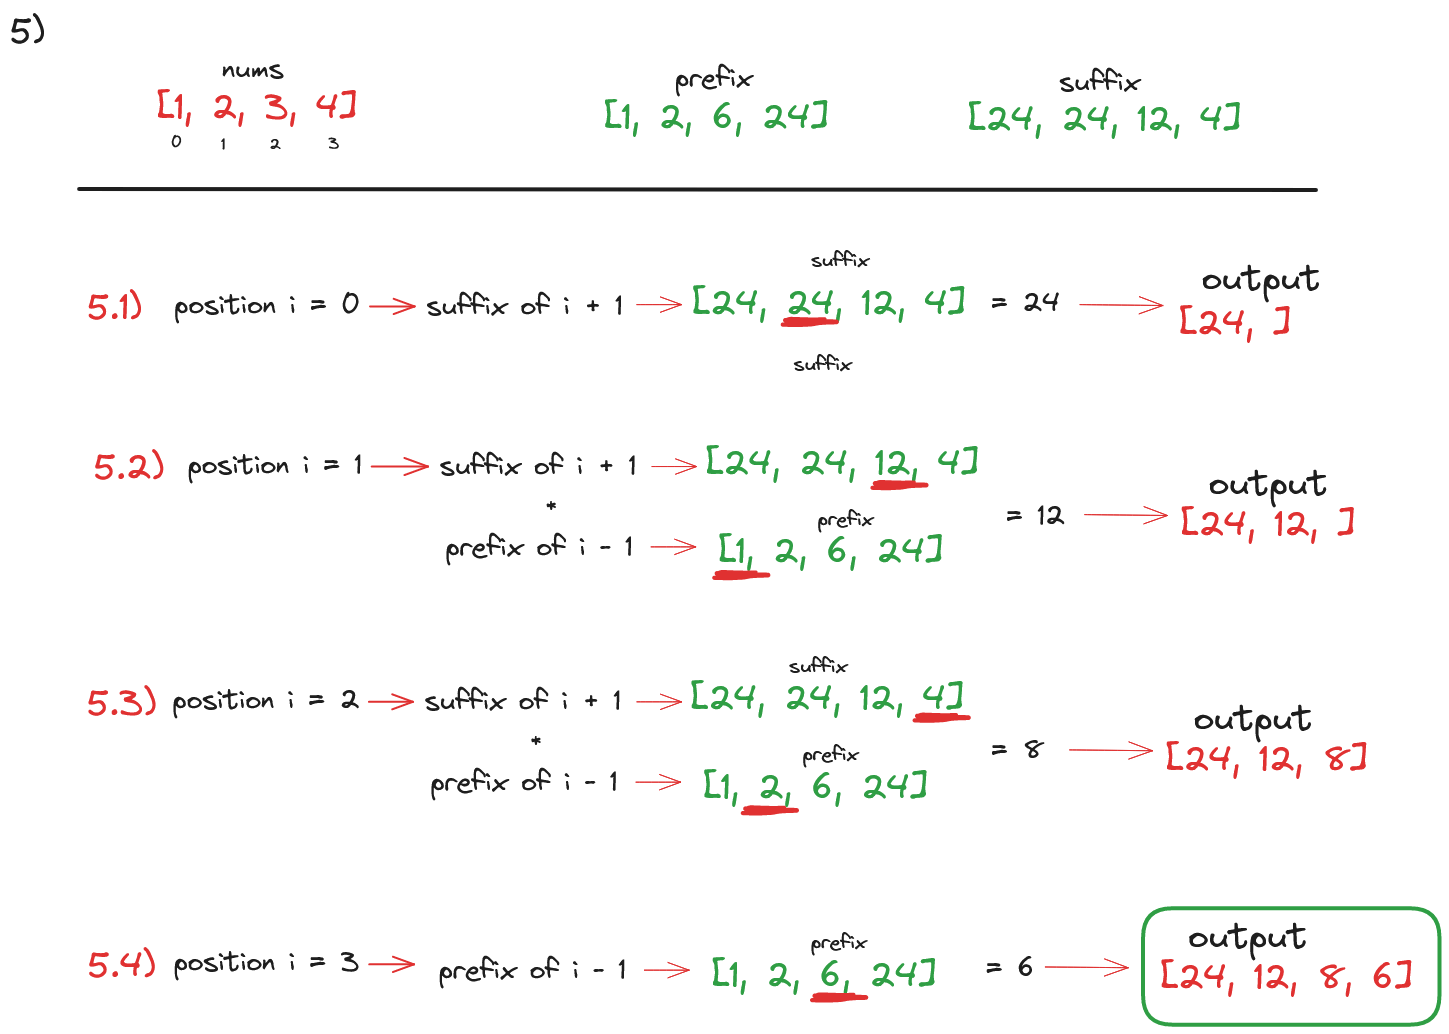 5)
nums
[1, 2, 3, 4]
0 1 2 3
prefix
[1, 2, 6, 24]
suffix
[24, 24, 12, 4]
5.1) position i = 0 → suffix of i + 1 →
suffix
[24, 24, 12, 4] = 24 →
output
[24, ]
suffix
5.2) position i = 1 → suffix of i + 1 → [24, 24, 12, 4]
*
prefix
prefix of i - 1 → [1, 2, 6, 24]
= 12 →
output
[24, 12, ]
suffix
5.3) position i = 2 → suffix of i + 1 → [24, 24, 12, 4]
*
prefix
prefix of i - 1 → [1, 2, 6, 24]
= 8 →
output
[24, 12, 8]
prefix
5.4) position i = 3 → prefix of i - 1 → [1, 2, 6, 24] = 6 →
output
[24, 12, 8, 6]